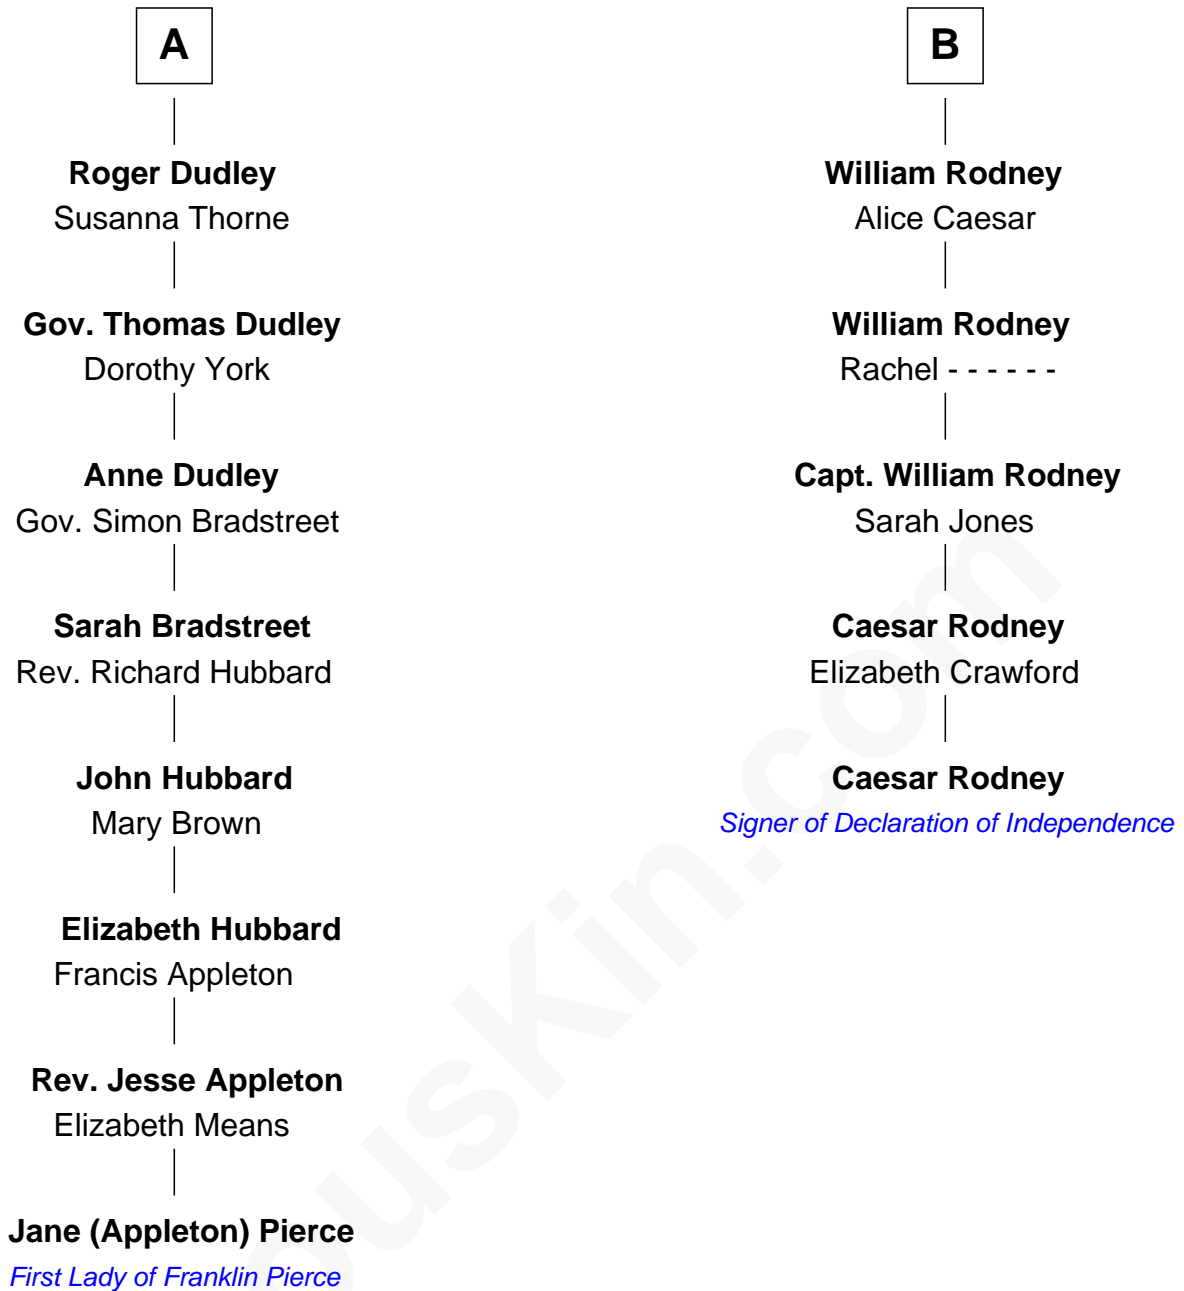 A
Roger Dudley
Susanna Thorne
Gov. Thomas Dudley
Dorothy York
Anne Dudley
Gov. Simon Bradstreet
Sarah Bradstreet
Rev. Richard Hubbard
John Hubbard
Mary Brown
Elizabeth Hubbard
Francis Appleton
Rev. Jesse Appleton
Elizabeth Means
Jane (Appleton) Pierce
First Lady of Franklin Pierce
B
William Rodney
Alice Caesar
William Rodney
Rachel - - - - - -
Capt. William Rodney
Sarah Jones
Caesar Rodney
Elizabeth Crawford
Caesar Rodney
Signer of Declaration of Independence
ousKin.com